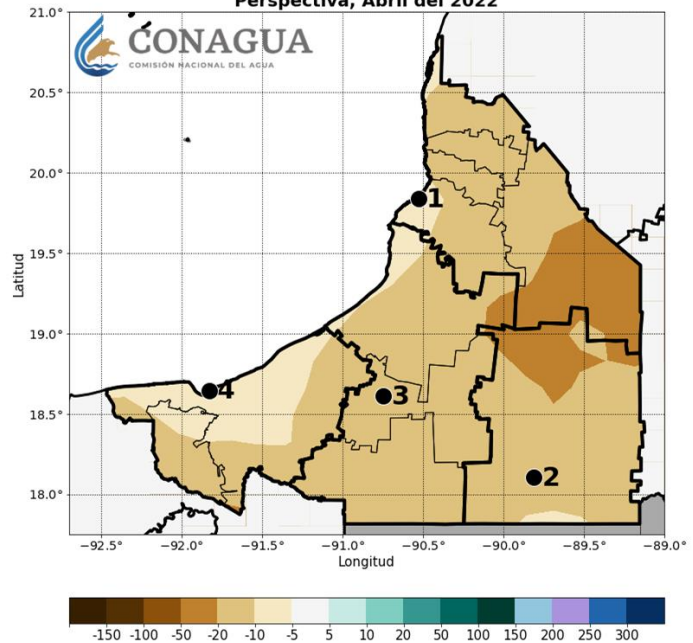 Perspectiva, Abril del 2022
CONAGUA
COMISIÓN NACIONAL DEL AGUA
21.0°
20.5°
20.0°
19.5°
19.0°
18.5°
18.0°
Latitud
1
4
3
2
−92.5° −92.0° −91.5° −91.0° −90.5° −90.0° −89.5° −89.0°
Longitud
-150 -100 -50 -20 -10 -5 5 10 20 50 100 150 200 250 300